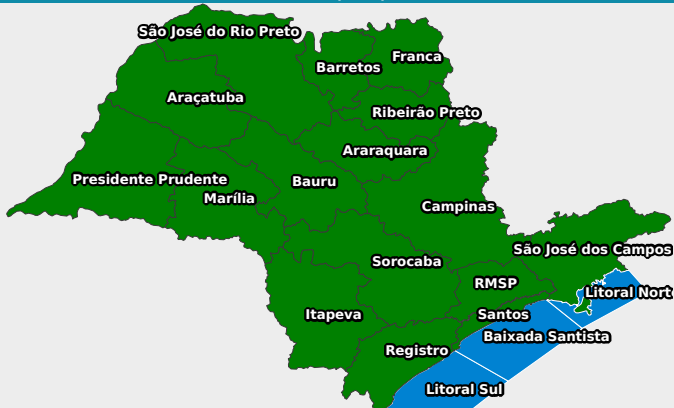 São José do Rio Preto
Franca
Barretos
Araçatuba
Ribeirão Preto
Araraquara
Presidente Prudente
Bauru
Marília
Campinas
São José dos Campos
Sorocaba
RMSP
Litoral Nort
Itapeva
Santos
Baixada Santista
Registro
Litoral Sul